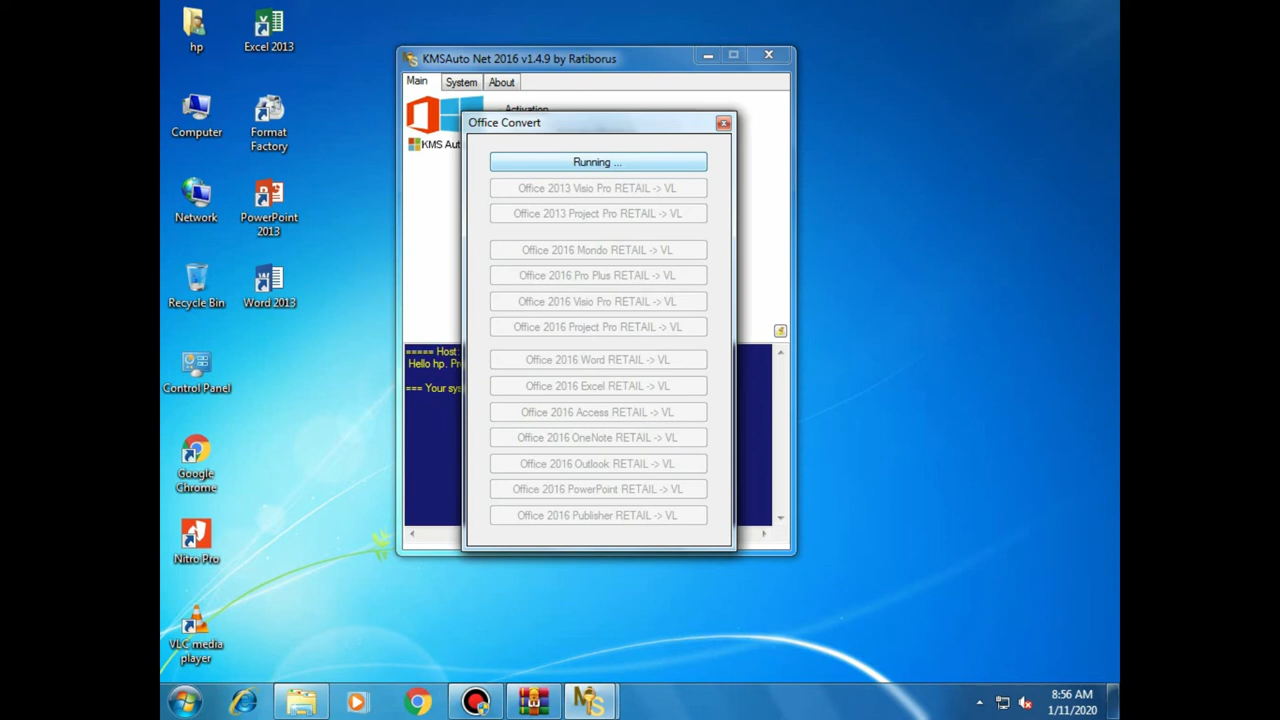 hp
Excel 2013
Computer
Format
Factory
Network
PowerPoint
2013
Recycle Bin
Word 2013
Control Panel
Google
Chrome
Nitro Pro
VLC media
player
KMSAuto Net 2016 v1.4.9 by Ratiborus
Main
System
About
Activation
KMS Aut
===== Host:
Hello hp. Pr
=== Your sys
Office Convert
Running ...
Office 2013 Visio Pro RETAIL -> VL
Office 2013 Project Pro RETAIL -> VL
Office 2016 Mondo RETAIL -> VL
Office 2016 Pro Plus RETAIL -> VL
Office 2016 Visio Pro RETAIL -> VL
Office 2016 Project Pro RETAIL -> VL
Office 2016 Word RETAIL -> VL
Office 2016 Excel RETAIL -> VL
Office 2016 Access RETAIL -> VL
Office 2016 OneNote RETAIL -> VL
Office 2016 Outlook RETAIL -> VL
Office 2016 PowerPoint RETAIL -> VL
Office 2016 Publisher RETAIL -> VL
8:56 AM
1/11/2020